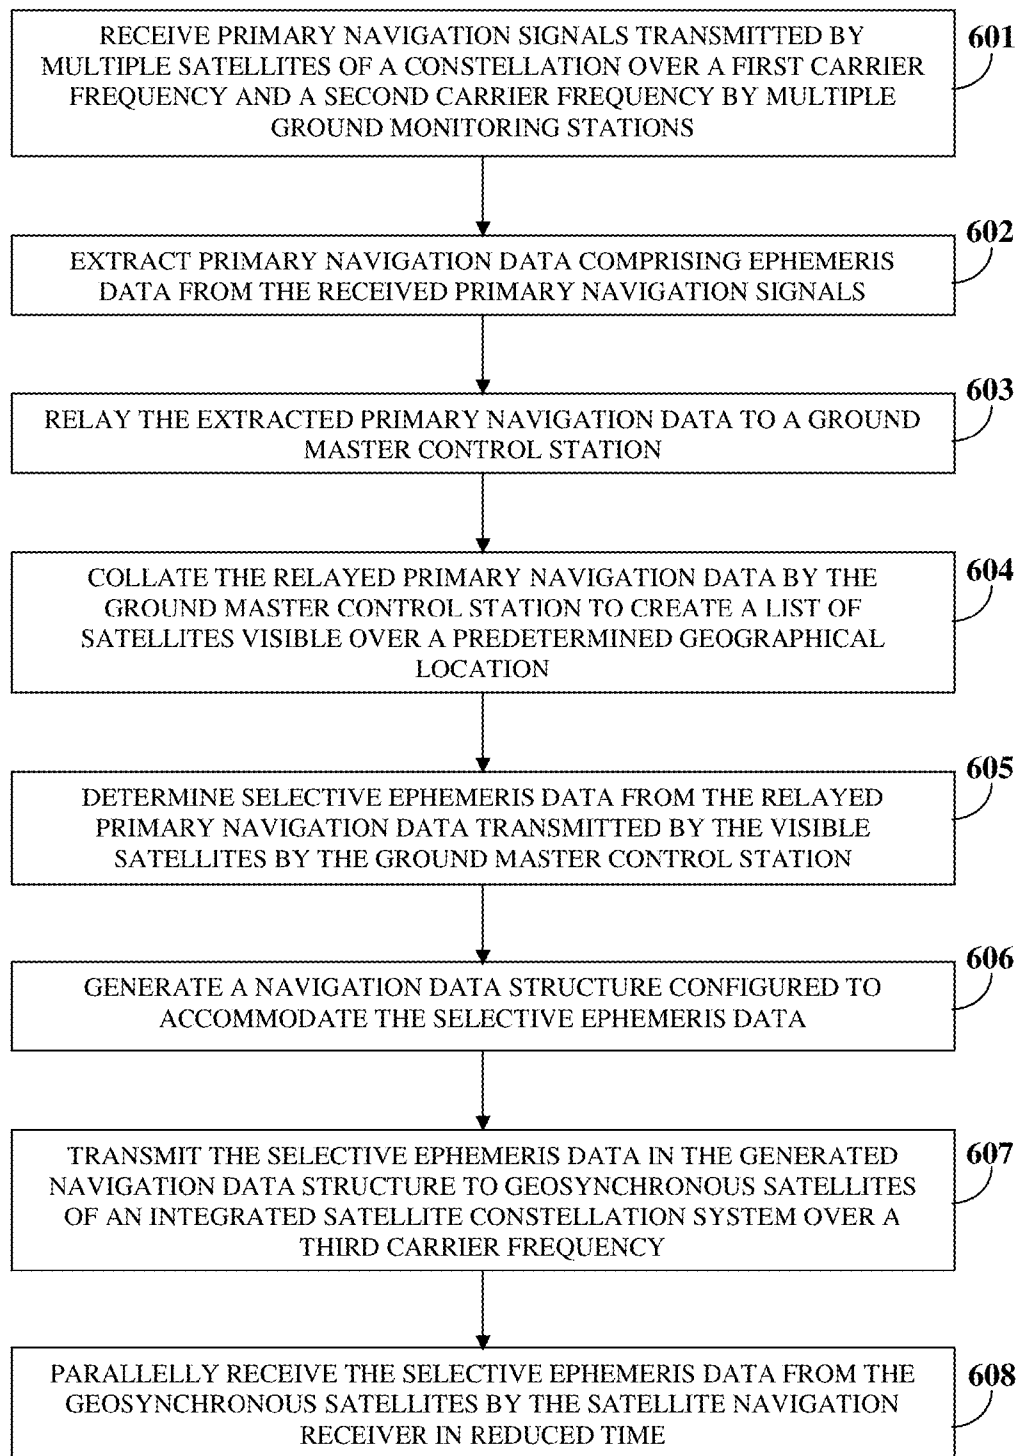 RECEIVE PRIMARY NAVIGATION SIGNALS TRANSMITTED BY
MULTIPLE SATELLITES OF A CONSTELLATION OVER A FIRST CARRIER
FREQUENCY AND A SECOND CARRIER FREQUENCY BY MULTIPLE
GROUND MONITORING STATIONS
601
EXTRACT PRIMARY NAVIGATION DATA COMPRISING EPHEMERIS
DATA FROM THE RECEIVED PRIMARY NAVIGATION SIGNALS
602
RELAY THE EXTRACTED PRIMARY NAVIGATION DATA TO A GROUND
MASTER CONTROL STATION
603
COLLATE THE RELAYED PRIMARY NAVIGATION DATA BY THE
GROUND MASTER CONTROL STATION TO CREATE A LIST OF
SATELLITES VISIBLE OVER A PREDETERMINED GEOGRAPHICAL
LOCATION
604
DETERMINE SELECTIVE EPHEMERIS DATA FROM THE RELAYED
PRIMARY NAVIGATION DATA TRANSMITTED BY THE VISIBLE
SATELLITES BY THE GROUND MASTER CONTROL STATION
605
GENERATE A NAVIGATION DATA STRUCTURE CONFIGURED TO
ACCOMMODATE THE SELECTIVE EPHEMERIS DATA
606
TRANSMIT THE SELECTIVE EPHEMERIS DATA IN THE GENERATED
NAVIGATION DATA STRUCTURE TO GEOSYNCHRONOUS SATELLITES
OF AN INTEGRATED SATELLITE CONSTELLATION SYSTEM OVER A
THIRD CARRIER FREQUENCY
607
PARALLELLY RECEIVE THE SELECTIVE EPHEMERIS DATA FROM THE
GEOSYNCHRONOUS SATELLITES BY THE SATELLITE NAVIGATION
RECEIVER IN REDUCED TIME
608